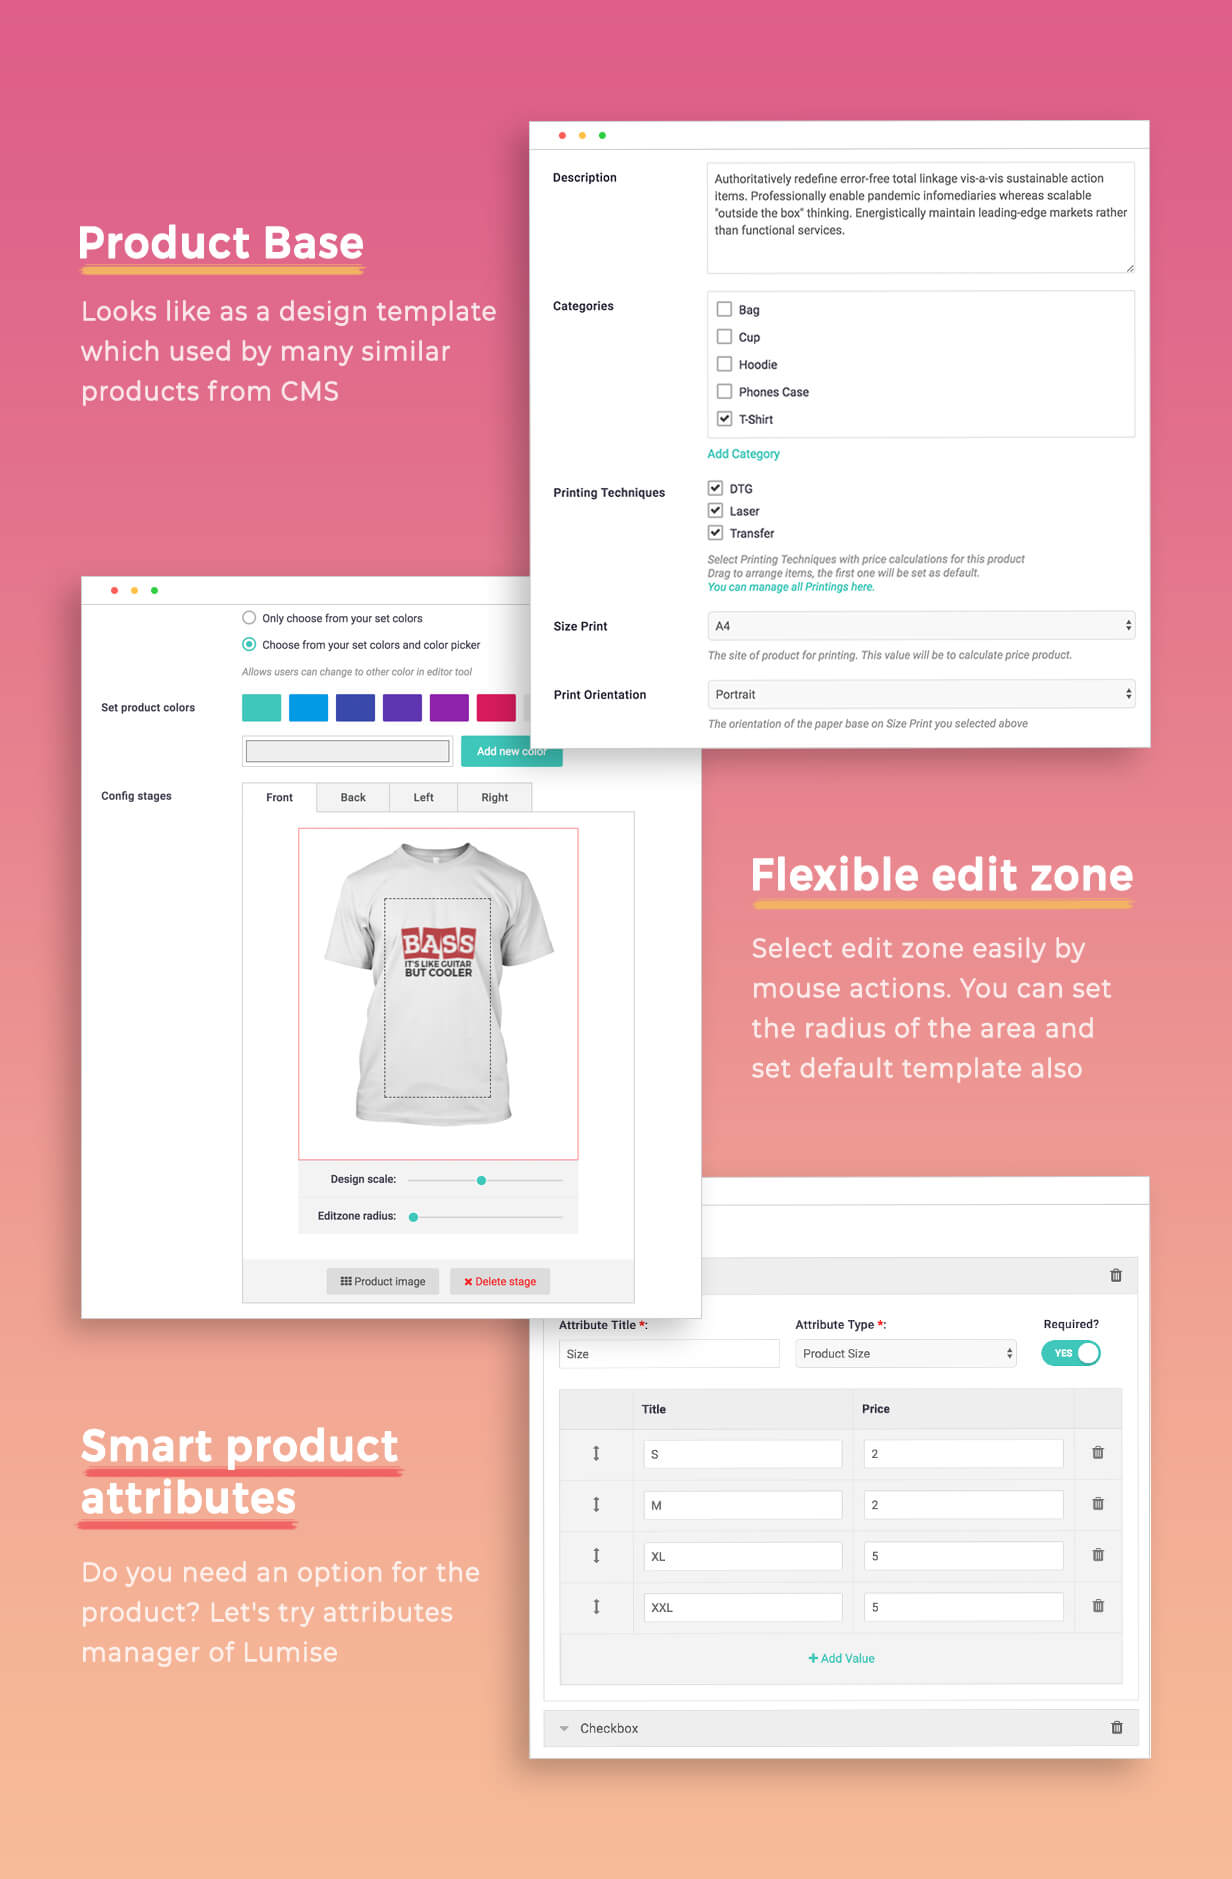 Product Base
Looks like as a design template
which used by many similar
products from CMS
Description
Authoritatively redefine error-free total linkage vis-a-vis sustainable action
items. Professionally enable pandemic infomediaries whereas scalable
"outside the box" thinking. Energistically maintain leading-edge markets rather
than functional services.
Categories
Bag
Cup
Hoodie
Phones Case
T-Shirt
Add Category
Printing Techniques
DTG
Laser
Transfer
Select Printing Techniques with price calculations for this product
Drag to arrange items, the first one will be set as default.
You can manage all Printings here.
Size Print
A4
The site of product for printing. This value will be to calculate price product.
Print Orientation
Portrait
The orientation of the paper base on Size Print you selected above
Only choose from your set colors
Choose from your set colors and color picker
Allows users can change to other color in editor tool
Set product colors
Add new color
Config stages
Front Back Left Right
BASS
IT'S LIKE GUITAR
BUT COOLER
Design scale:
Editzone radius:
Product image Delete stage
Flexible edit zone
Select edit zone easily by
mouse actions. You can set
the radius of the area and
set default template also
Smart product
attributes
Do you need an option for the
product? Let's try attributes
manager of Lumise
Attribute Title *: Attribute Type *: Required?
Size Product Size YES
Title Price
S 2
M 2
XL 5
XXL 5
+ Add Value
Checkbox